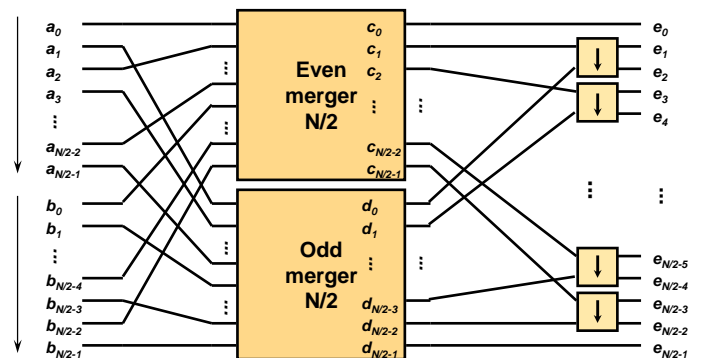 a0 c0 e0
a1 c1 e1
a2 ... Even c2 e2
a3 merger e3
... N/2 ... ... e4
aN/2-2 ... cN/2-2
aN/2-1 cN/2-1
b0 d0 ... ...
b1 d1
... ... Odd
merger ... ... eN/2-5
bN/2-4 N/2 eN/2-4
bN/2-3 ... dN/2-3 eN/2-3
bN/2-2 dN/2-2 eN/2-2
bN/2-1 dN/2-1 eN/2-1